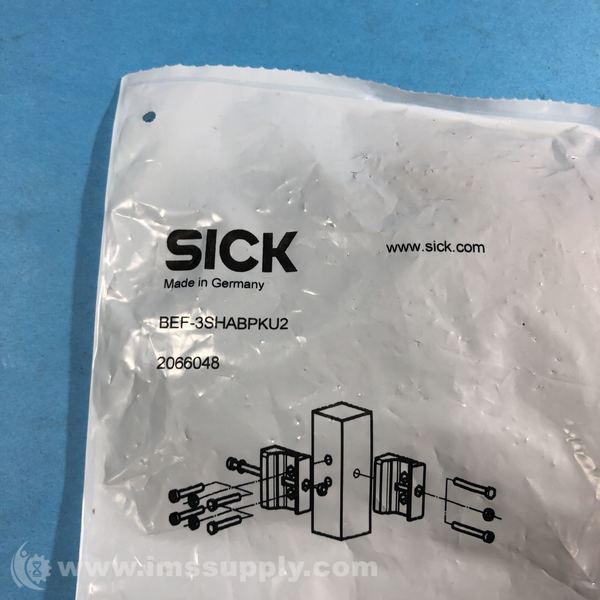 SICK
www.sick.com
Made in Germany
BEF-3SHABPKU2
2066048
www.imssupply.com